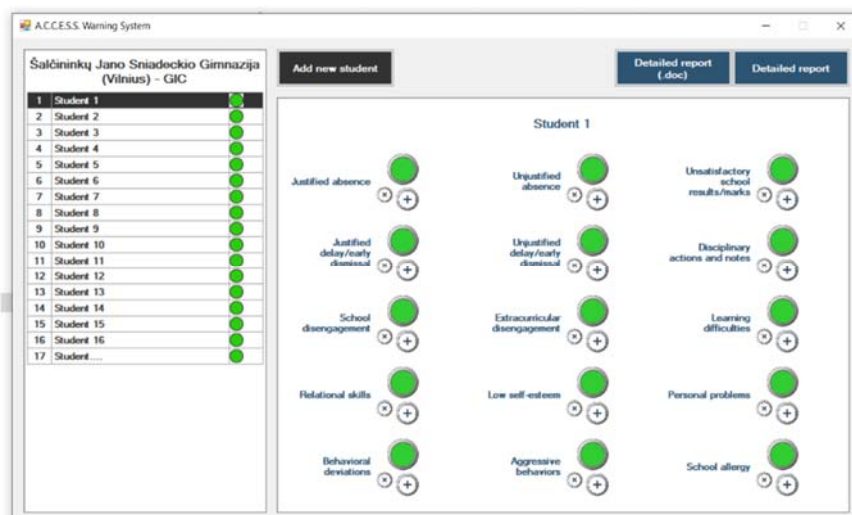 A.C.C.E.S.S. Warning System
Šalčininkų Jano Sniadeckio Gimnazija
(Vilnius) - GIC
1 Student 1
2 Student 2
3 Student 3
4 Student 4
5 Student 5
6 Student 6
7 Student 7
8 Student 8
9 Student 9
10 Student 10
11 Student 11
12 Student 12
13 Student 13
14 Student 14
15 Student 15
16 Student 16
17 Student....
Add new student
Detailed report
(.doc)
Detailed report
Student 1
Justified absence
Unjustified
absence
Unsatisfactory
school
results/marks
Justified
delay/early
dismissal
Unjustified
delay/early
dismissal
Disciplinary
actions and notes
School
disengagement
Extracurricular
disengagement
Learning
difficulties
Relational skills
Low self-esteem
Personal problems
Behavioral
deviations
Aggressive
behaviors
School allergy